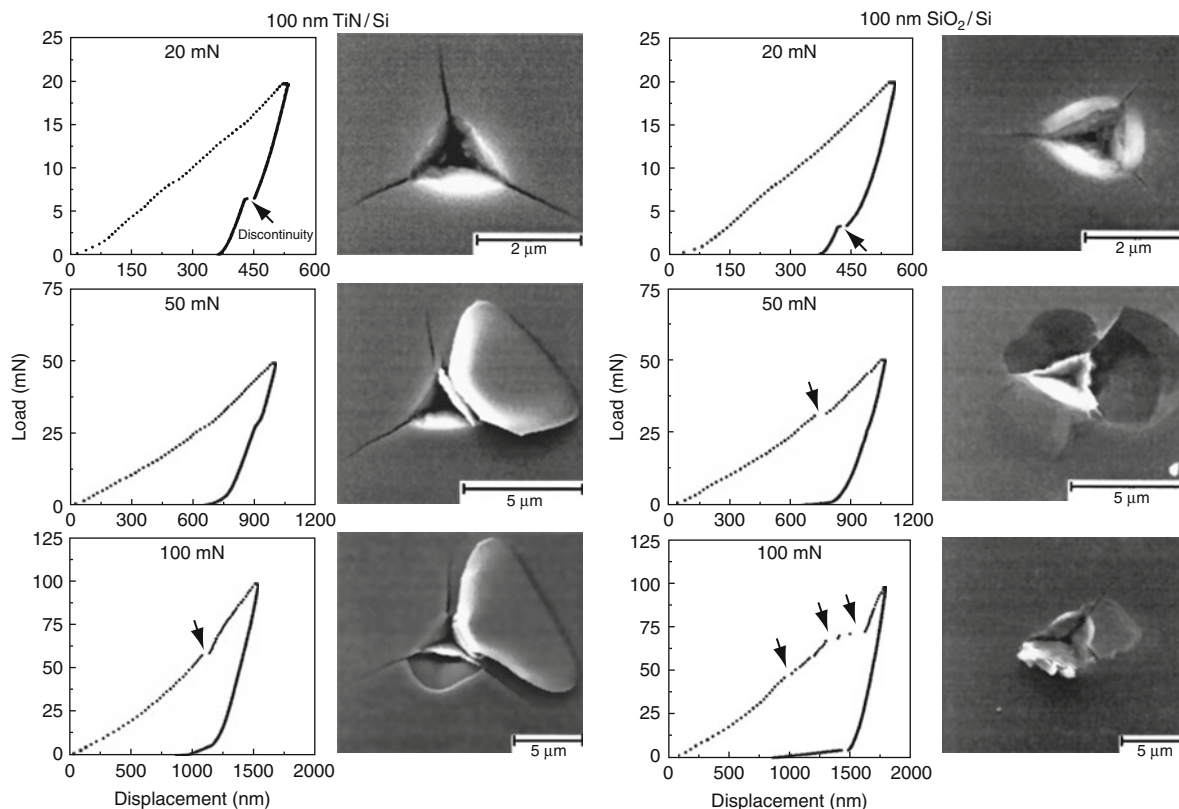 100 nm TiN/Si
25
20
15
10
5
0
20 mN
Discontinuity
0 150 300 450 600
2 μm
75
50
25
0
50 mN
Load (mN)
0 300 600 900 1200
5 μm
125
100
75
50
25
0
100 mN
0 500 1000 1500 2000
Displacement (nm)
5 μm
100 nm SiO₂/Si
25
20
15
10
5
0
20 mN
0 150 300 450 600
2 μm
75
50
25
0
50 mN
Load (mN)
0 300 600 900 1200
5 μm
125
100
75
50
25
0
100 mN
0 500 1000 1500 2000
Displacement (nm)
5 μm